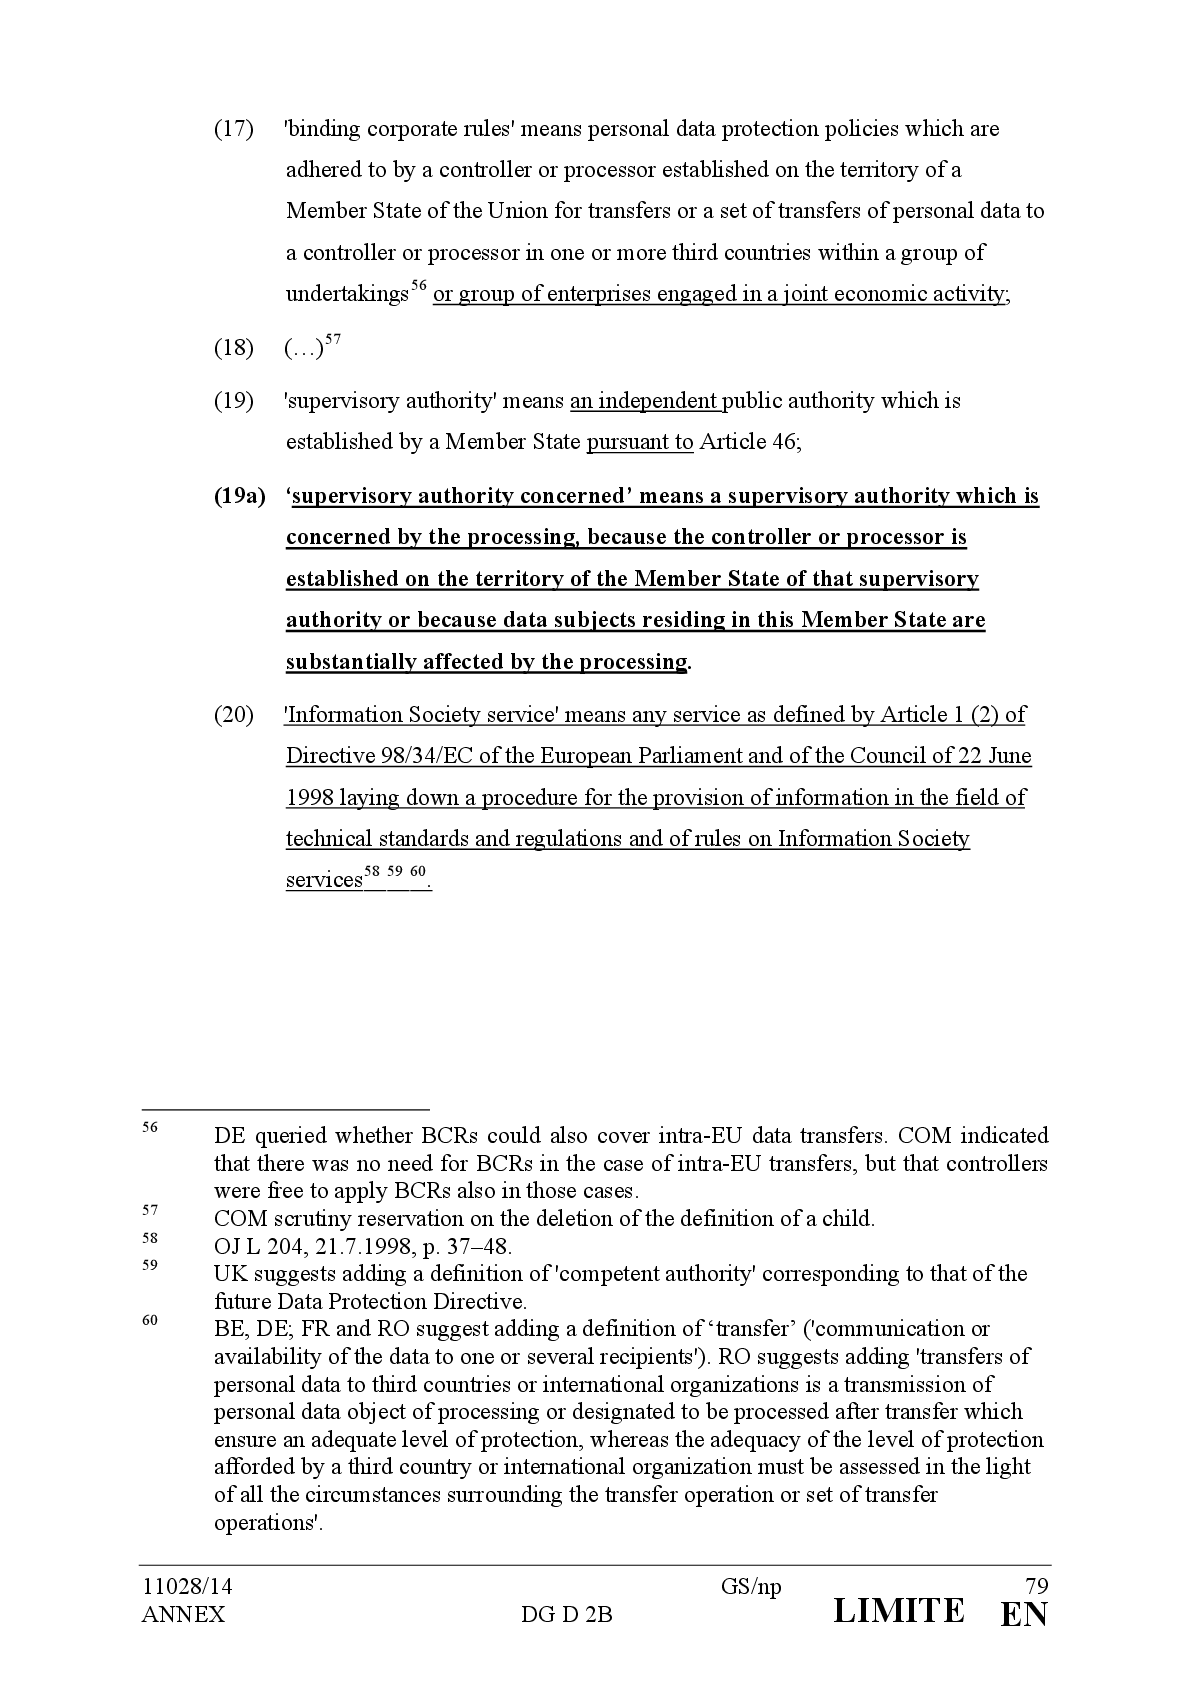 (17) 'binding corporate rules' means personal data protection policies which are
adhered to by a controller or processor established on the territory of a
Member State of the Union for transfers or a set of transfers of personal data to
a controller or processor in one or more third countries within a group of
undertakings56 or group of enterprises engaged in a joint economic activity;
(18) (…)57
(19) 'supervisory authority' means an independent public authority which is
established by a Member State pursuant to Article 46;
(19a) ‘supervisory authority concerned’ means a supervisory authority which is
concerned by the processing, because the controller or processor is
established on the territory of the Member State of that supervisory
authority or because data subjects residing in this Member State are
substantially affected by the processing.
(20) 'Information Society service' means any service as defined by Article 1 (2) of
Directive 98/34/EC of the European Parliament and of the Council of 22 June
1998 laying down a procedure for the provision of information in the field of
technical standards and regulations and of rules on Information Society
services58 59 60.
56 DE queried whether BCRs could also cover intra-EU data transfers. COM indicated
that there was no need for BCRs in the case of intra-EU transfers, but that controllers
were free to apply BCRs also in those cases.
57 COM scrutiny reservation on the deletion of the definition of a child.
58 OJ L 204, 21.7.1998, p. 37–48.
59 UK suggests adding a definition of 'competent authority' corresponding to that of the
future Data Protection Directive.
60 BE, DE; FR and RO suggest adding a definition of ‘transfer’ ('communication or
availability of the data to one or several recipients'). RO suggests adding 'transfers of
personal data to third countries or international organizations is a transmission of
personal data object of processing or designated to be processed after transfer which
ensure an adequate level of protection, whereas the adequacy of the level of protection
afforded by a third country or international organization must be assessed in the light
of all the circumstances surrounding the transfer operation or set of transfer
operations'.
11028/14 GS/np 79
ANNEX DG D 2B LIMITE EN